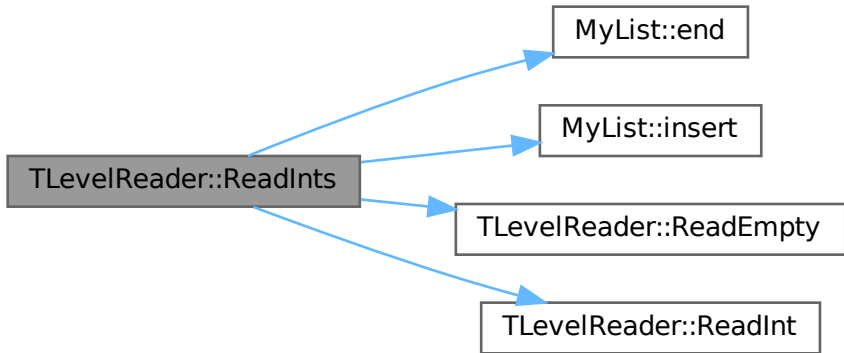 MyList::end
MyList::insert
TLevelReader::ReadInts
TLevelReader::ReadEmpty
TLevelReader::ReadInt